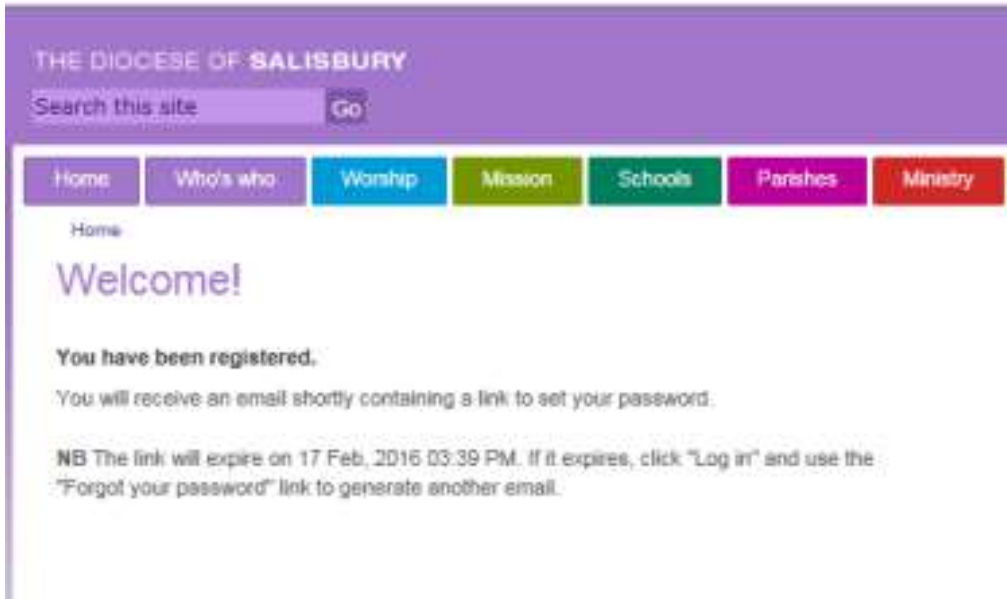 THE DIOCESE OF SALISBURY
Search this site Go
Home Who's who Worship Mission Schools Parishes Ministry
Home
Welcome!
You have been registered.
You will receive an email shortly containing a link to set your password.
NB The link will expire on 17 Feb, 2016 03:39 PM. If it expires, click "Log in" and use the
"Forgot your password" link to generate another email.